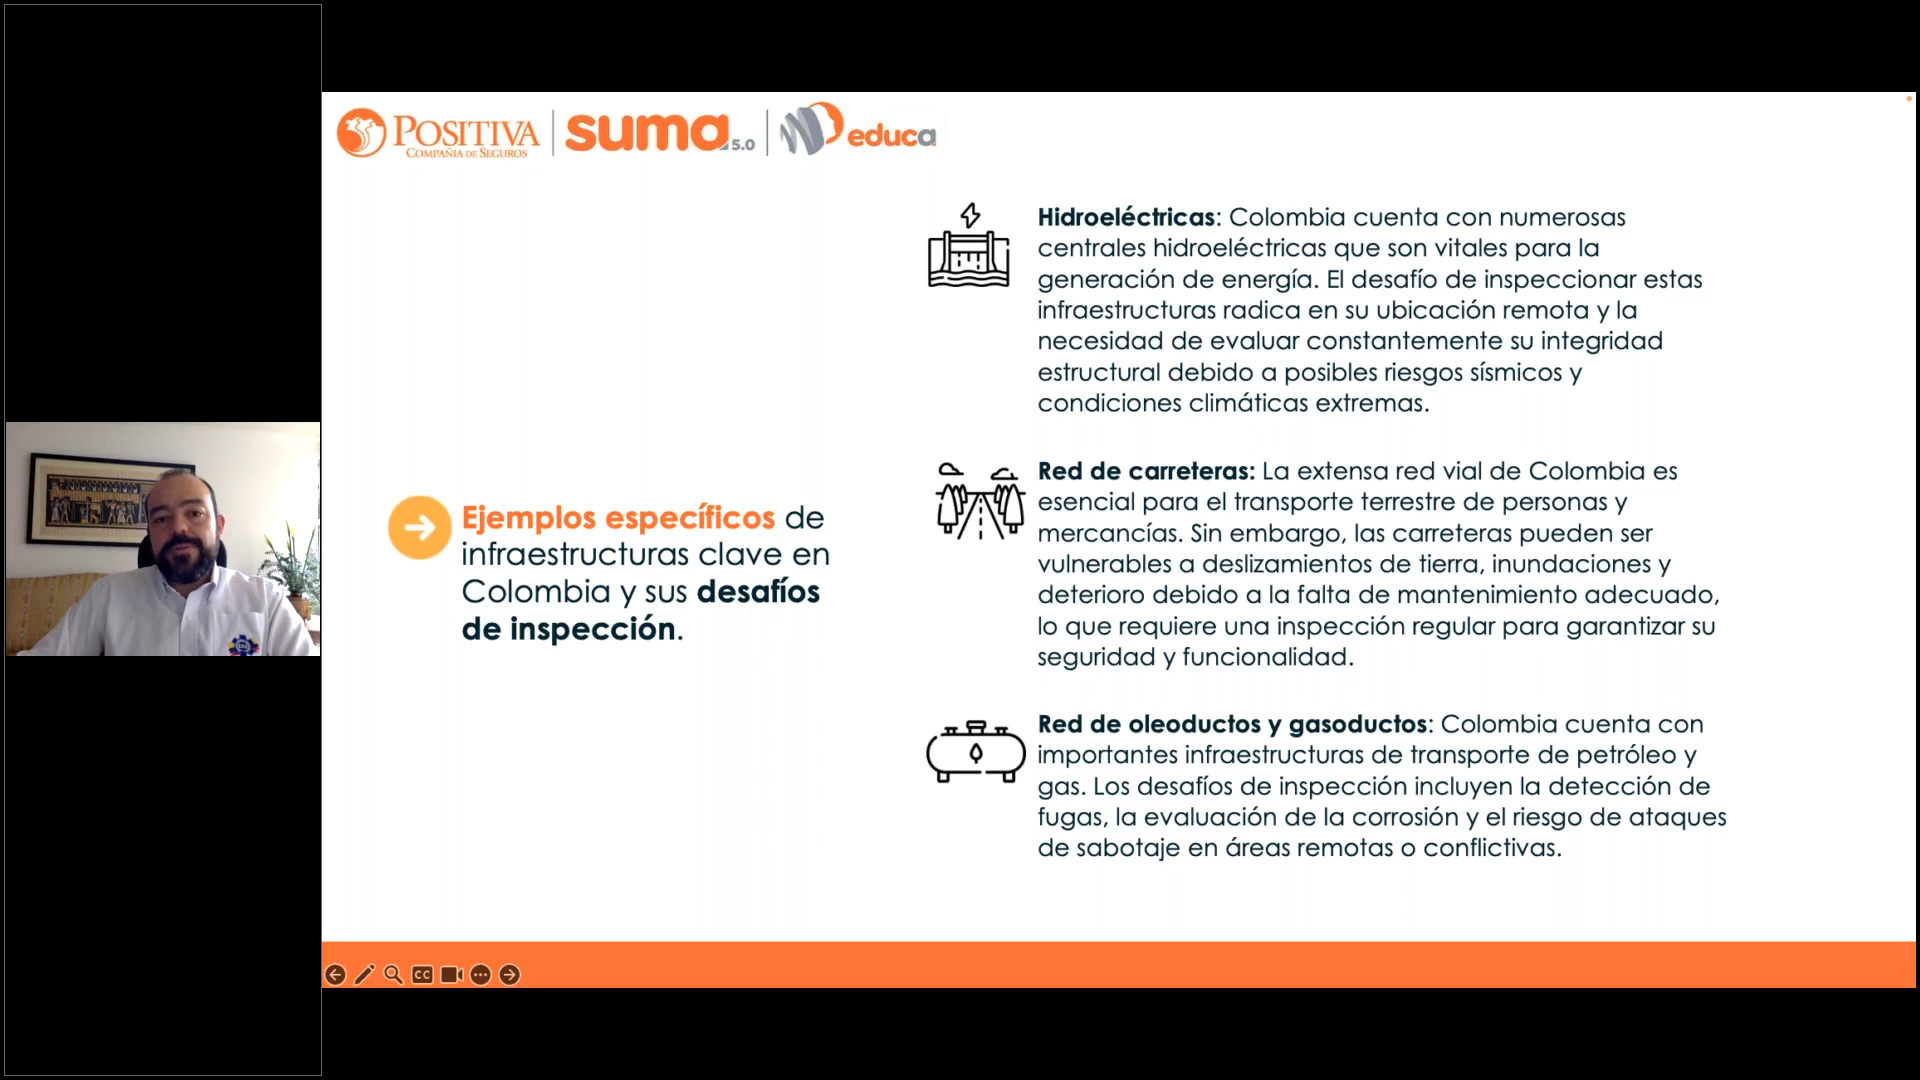 POSITIVA
COMPAÑIA DE SEGUROS
suma 5.0
educa
Ejemplos específicos de
infraestructuras clave en
Colombia y sus desafíos
de inspección.
Hidroeléctricas: Colombia cuenta con numerosas
centrales hidroeléctricas que son vitales para la
generación de energía. El desafío de inspeccionar estas
infraestructuras radica en su ubicación remota y la
necesidad de evaluar constantemente su integridad
estructural debido a posibles riesgos sísmicos y
condiciones climáticas extremas.
Red de carreteras: La extensa red vial de Colombia es
esencial para el transporte terrestre de personas y
mercancías. Sin embargo, las carreteras pueden ser
vulnerables a deslizamientos de tierra, inundaciones y
deterioro debido a la falta de mantenimiento adecuado,
lo que requiere una inspección regular para garantizar su
seguridad y funcionalidad.
Red de oleoductos y gasoductos: Colombia cuenta con
importantes infraestructuras de transporte de petróleo y
gas. Los desafíos de inspección incluyen la detección de
fugas, la evaluación de la corrosión y el riesgo de ataques
de sabotaje en áreas remotas o conflictivas.
CC